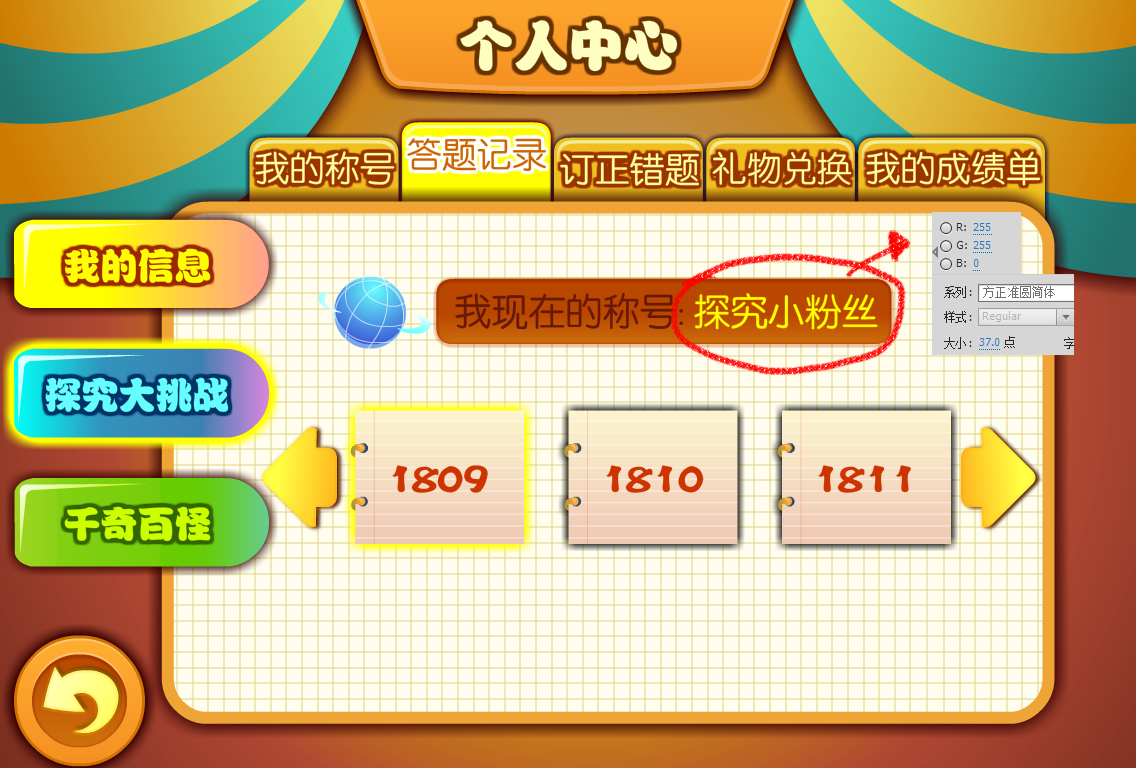 个人中心
我的称号
答题记录
订正错题
礼物兑换
我的成绩单
我的信息
探究大挑战
千奇百怪
我现在的称号:探究小粉丝
R: 255
G: 255
B: 0
系列: 方正准圆简体
样式: Regular
大小: 37.0 点
字
1809
1810
1811